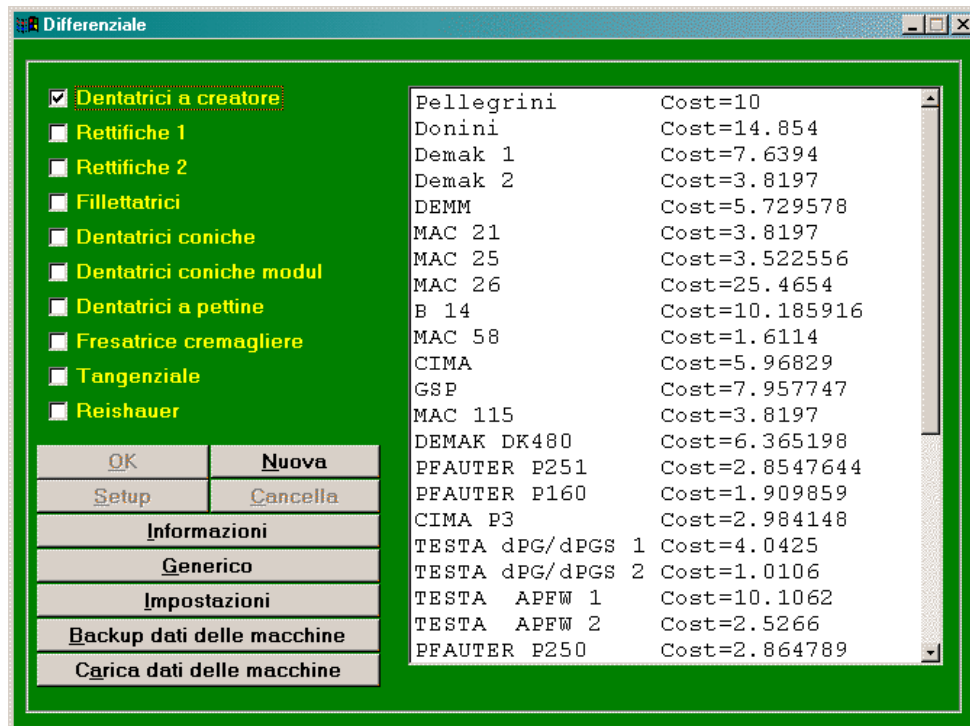 Differenziale
Dentatrici a creatore
Rettifiche 1
Rettifiche 2
Fillettatrici
Dentatrici coniche
Dentatrici coniche modul
Dentatrici a pettine
Fresatrice cremagliere
Tangenziale
Reishauer
OK Nuova
Setup Cancella
Informazioni
Generico
Impostazioni
Backup dati delle macchine
Carica dati delle macchine
Pellegrini Cost=10
Donini Cost=14.854
Demak 1 Cost=7.6394
Demak 2 Cost=3.8197
DEMM Cost=5.729578
MAC 21 Cost=3.8197
MAC 25 Cost=3.522556
MAC 26 Cost=25.4654
B 14 Cost=10.185916
MAC 58 Cost=1.6114
CIMA Cost=5.96829
GSP Cost=7.957747
MAC 115 Cost=3.8197
DEMAK DK480 Cost=6.365198
PFAUTER P251 Cost=2.8547644
PFAUTER P160 Cost=1.909859
CIMA P3 Cost=2.984148
TESTA dPG/dPGS 1 Cost=4.0425
TESTA dPG/dPGS 2 Cost=1.0106
TESTA APFW 1 Cost=10.1062
TESTA APFW 2 Cost=2.5266
PFAUTER P250 Cost=2.864789